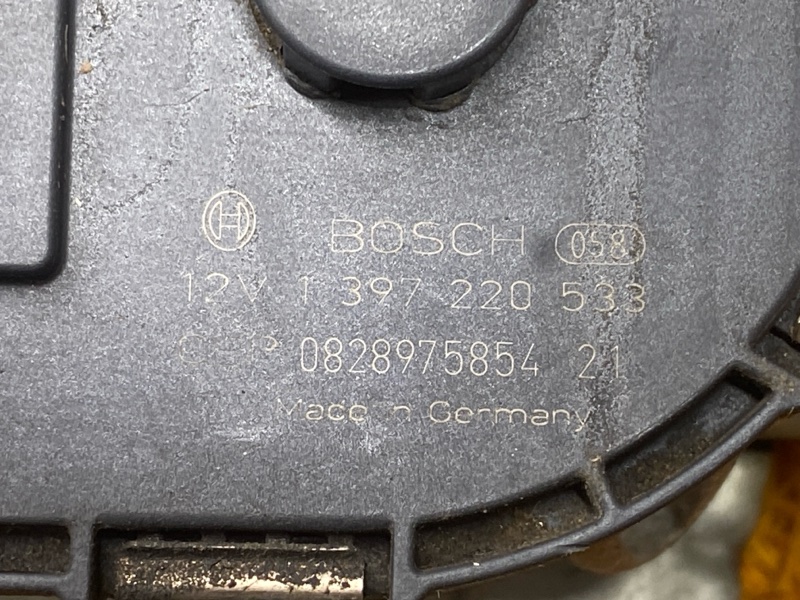 BOSCH 058
12V 1 397 220 533
0828975854 21
Made in Germany